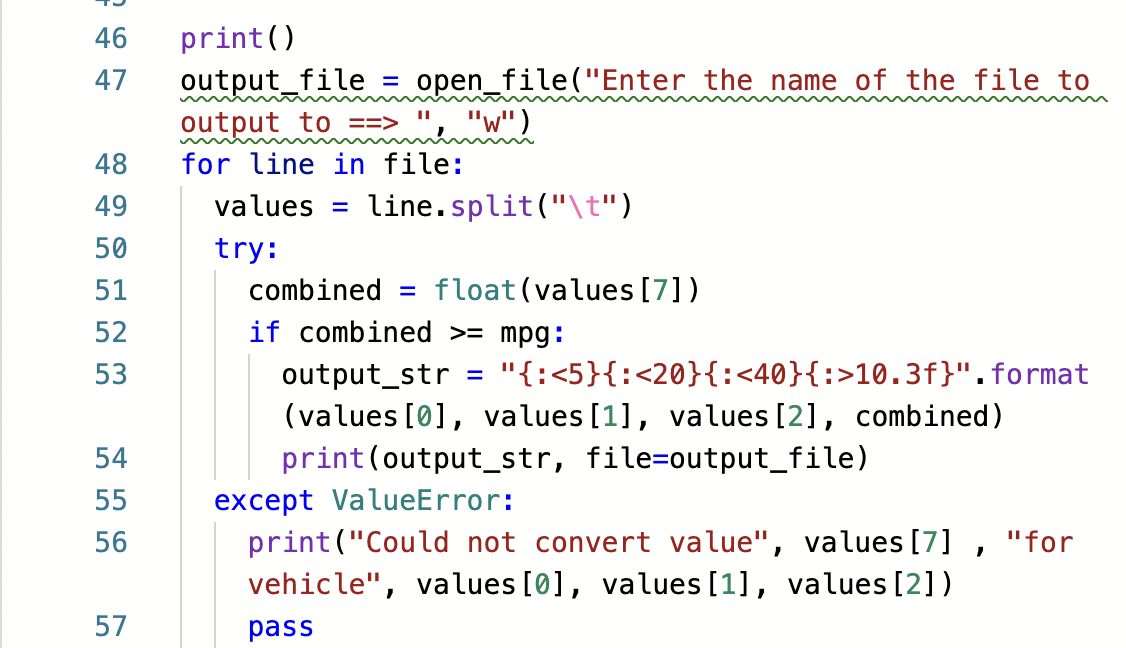 46 print()
47 output_file = open_file("Enter the name of the file to
output to ==> ", "w")
48 for line in file:
49 values = line.split("\t")
50 try:
51 combined = float(values[7])
52 if combined >= mpg:
53 output_str = "{:<5}{:<20}{:<40}{:>10.3f}".format
(values[0], values[1], values[2], combined)
54 print(output_str, file=output_file)
55 except ValueError:
56 print("Could not convert value", values[7] , "for
vehicle", values[0], values[1], values[2])
57 pass